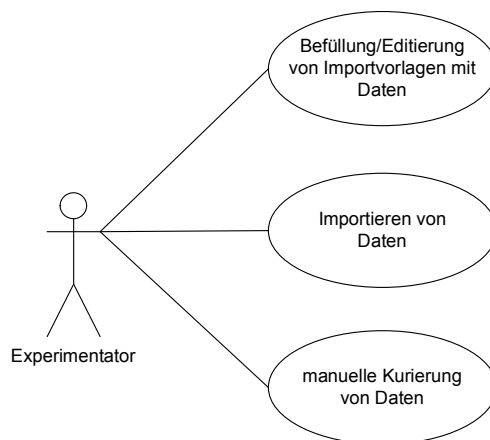 Befüllung/Editierung
von Importvorlagen mit
Daten
Importieren von
Daten
Experimentator
manuelle Kurierung
von Daten